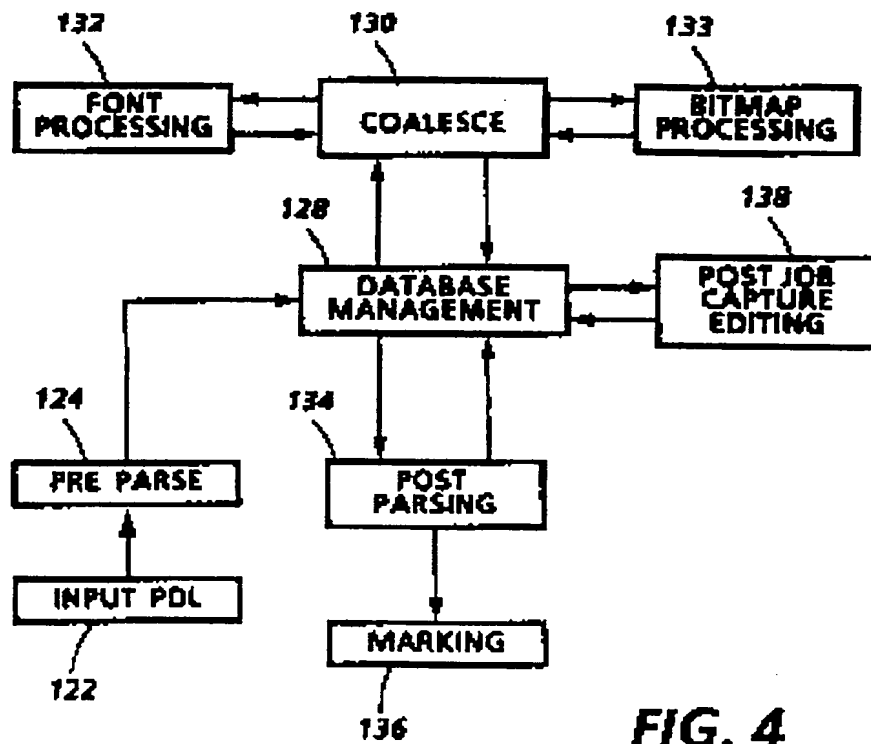 132
130
133
FONT
PROCESSING
COALESCE
BITMAP
PROCESSING
128
138
DATABASE
MANAGEMENT
POST JOB
CAPTURE
EDITING
124
134
PRE PARSE
POST
PARSING
INPUT PDL
MARKING
122
136
FIG. 4